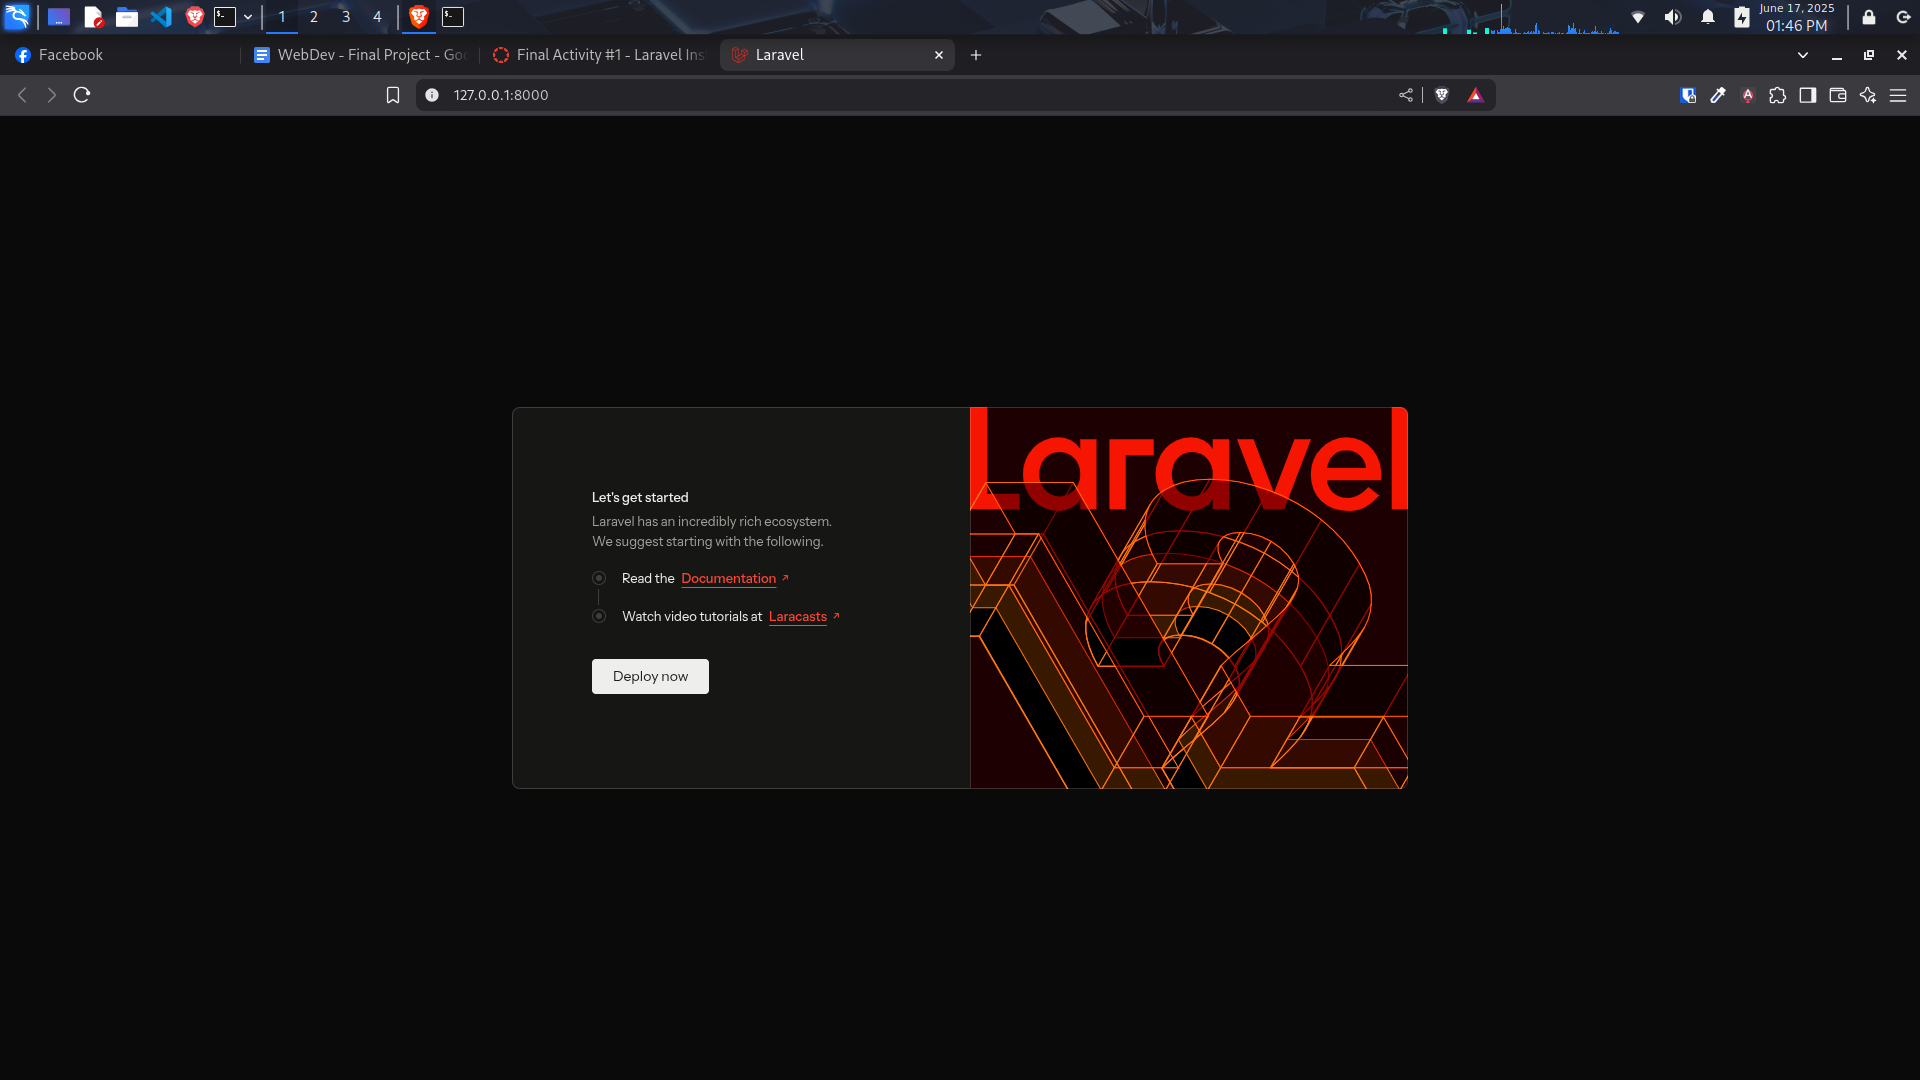 1 2 3 4
June 17, 2025
01:46 PM
Facebook
WebDev - Final Project - Goo
Final Activity #1 - Laravel Inst
Laravel
127.0.0.1:8000
Laravel
Let's get started
Laravel has an incredibly rich ecosystem.
We suggest starting with the following.
Read the Documentation
Watch video tutorials at Laracasts
Deploy now